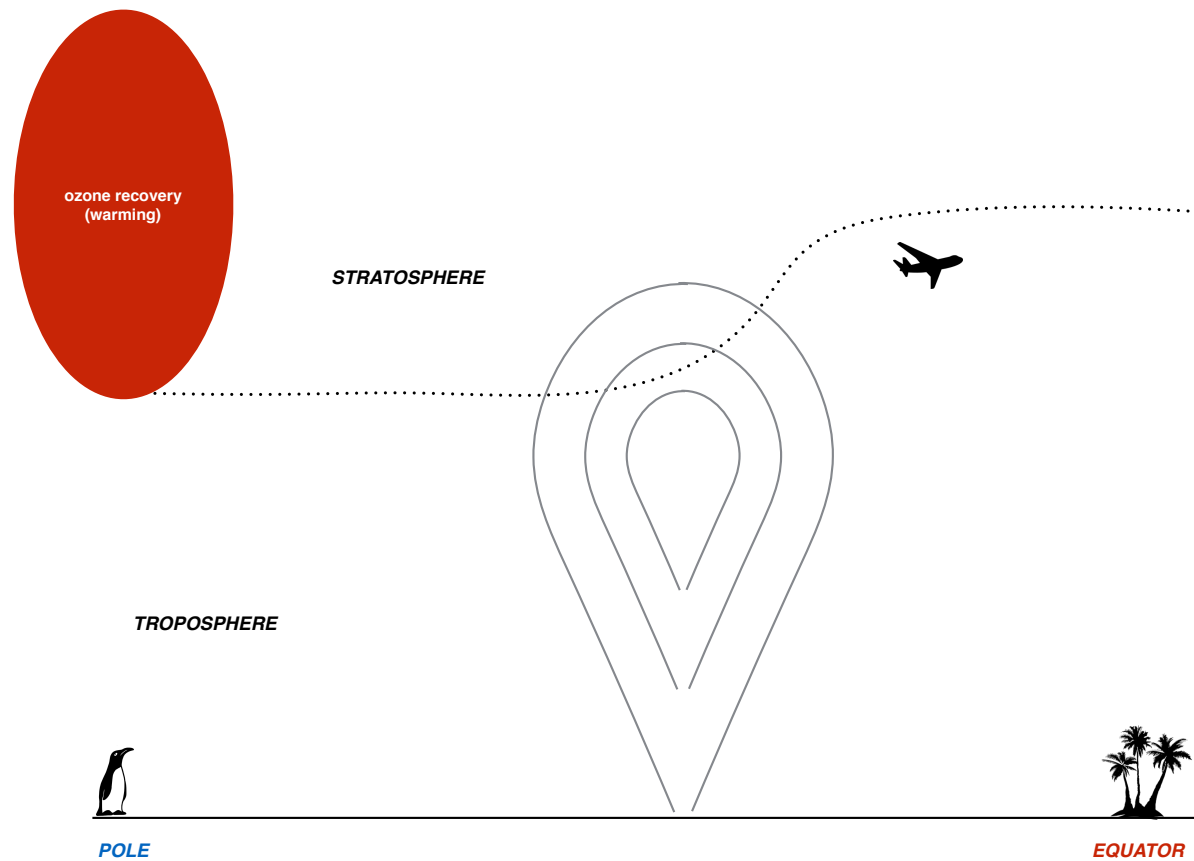 ozone recovery
(warming)
STRATOSPHERE
TROPOSPHERE
POLE
EQUATOR